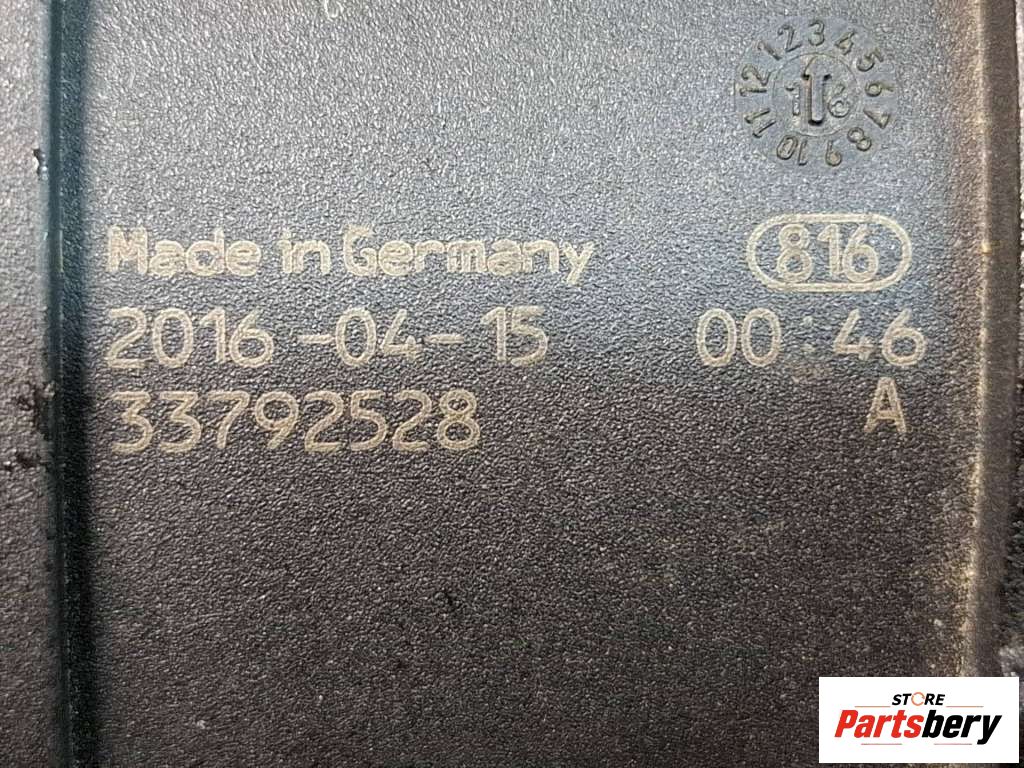 1 2 3 4 5 6 7 8 9 10 11 12
16
Made in Germany 816
2016-04-15 00:46
33792528 A
STORE
Partsbery